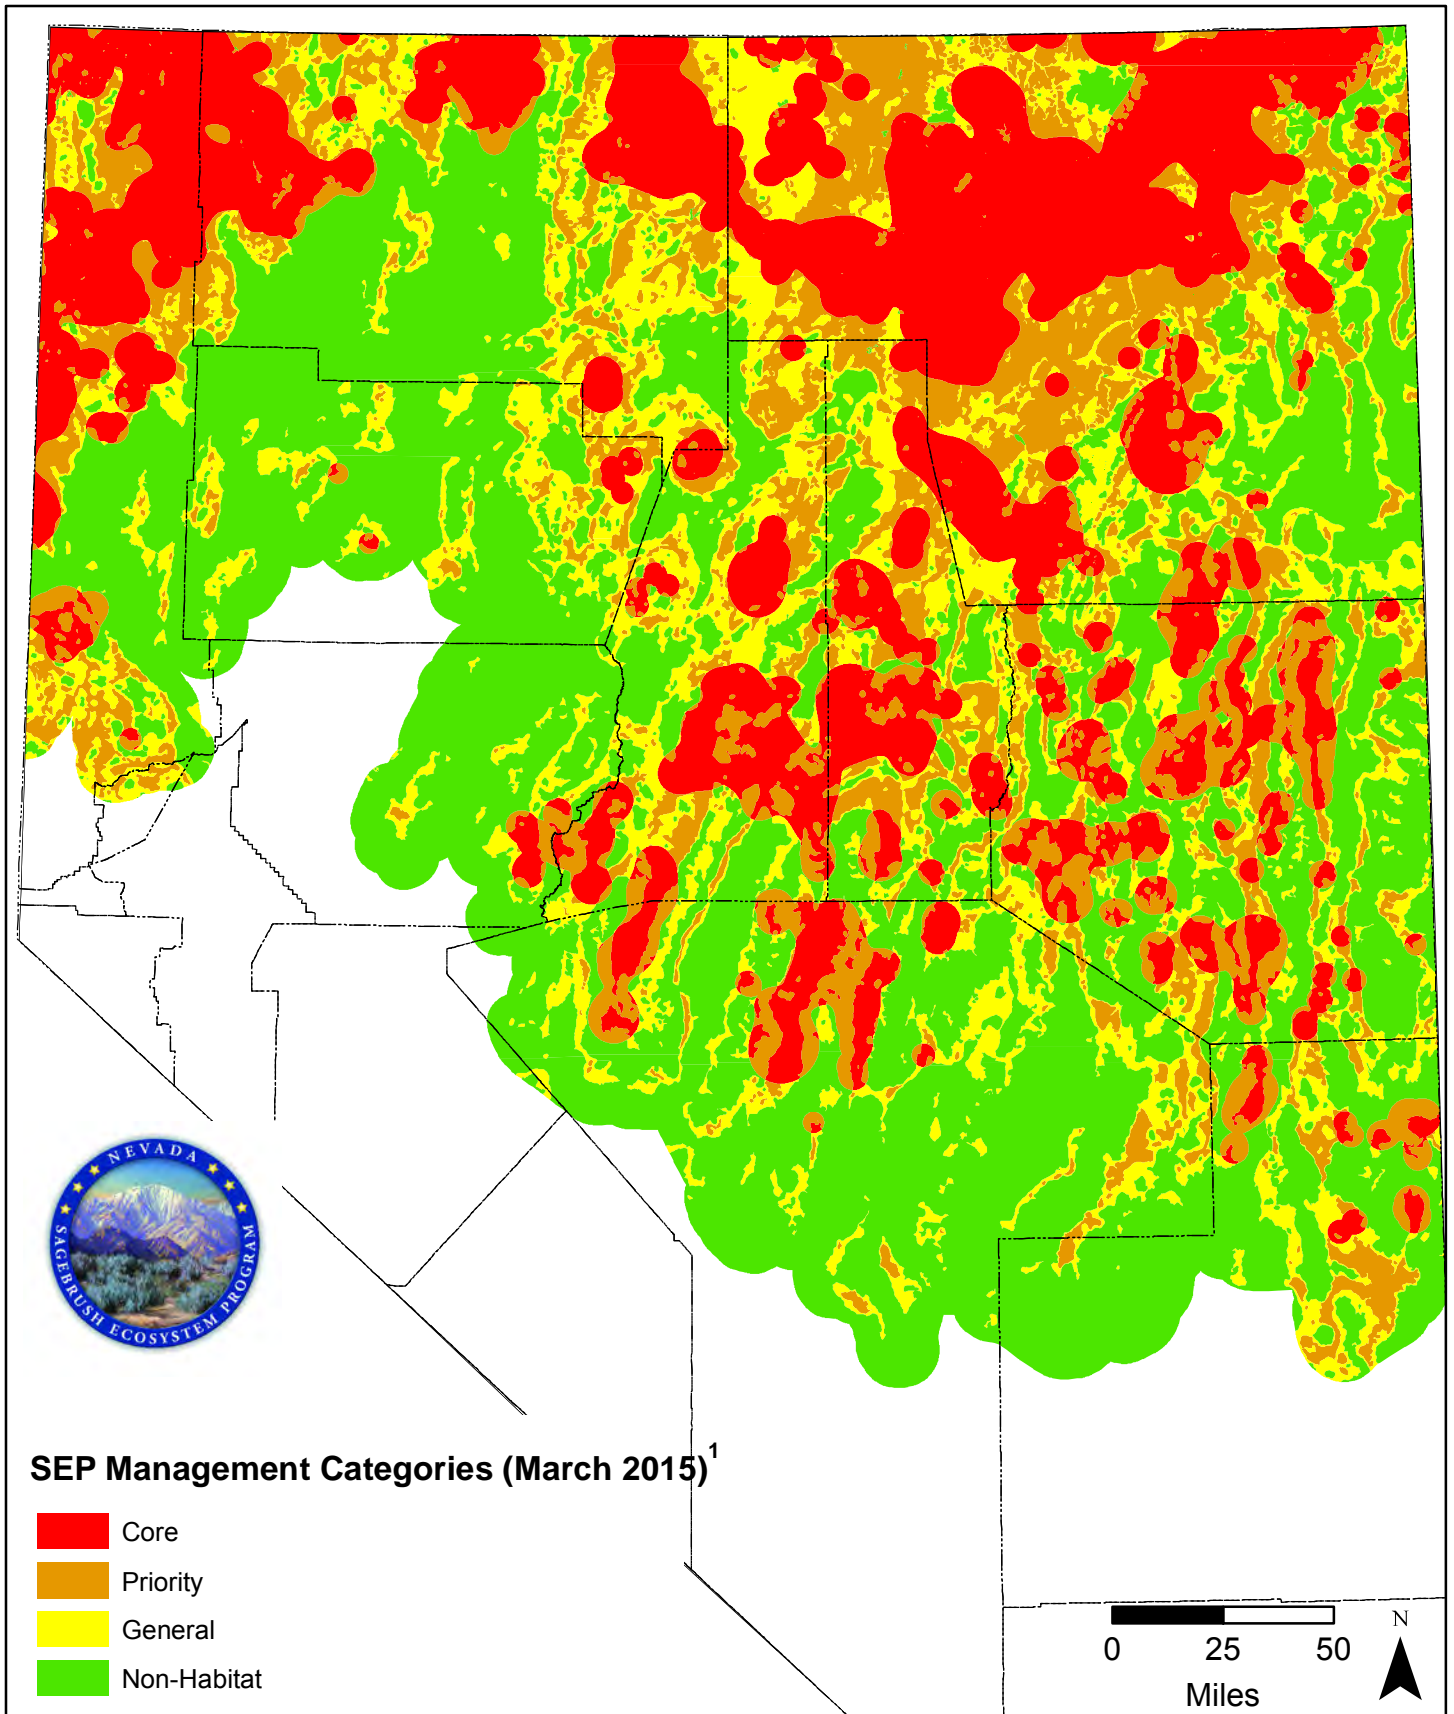 NEVADA
SAGEBRUSH ECOSYSTEM PROGRAM
SEP Management Categories (March 2015)1
Core
Priority
General
Non-Habitat
0 25 50
Miles
N